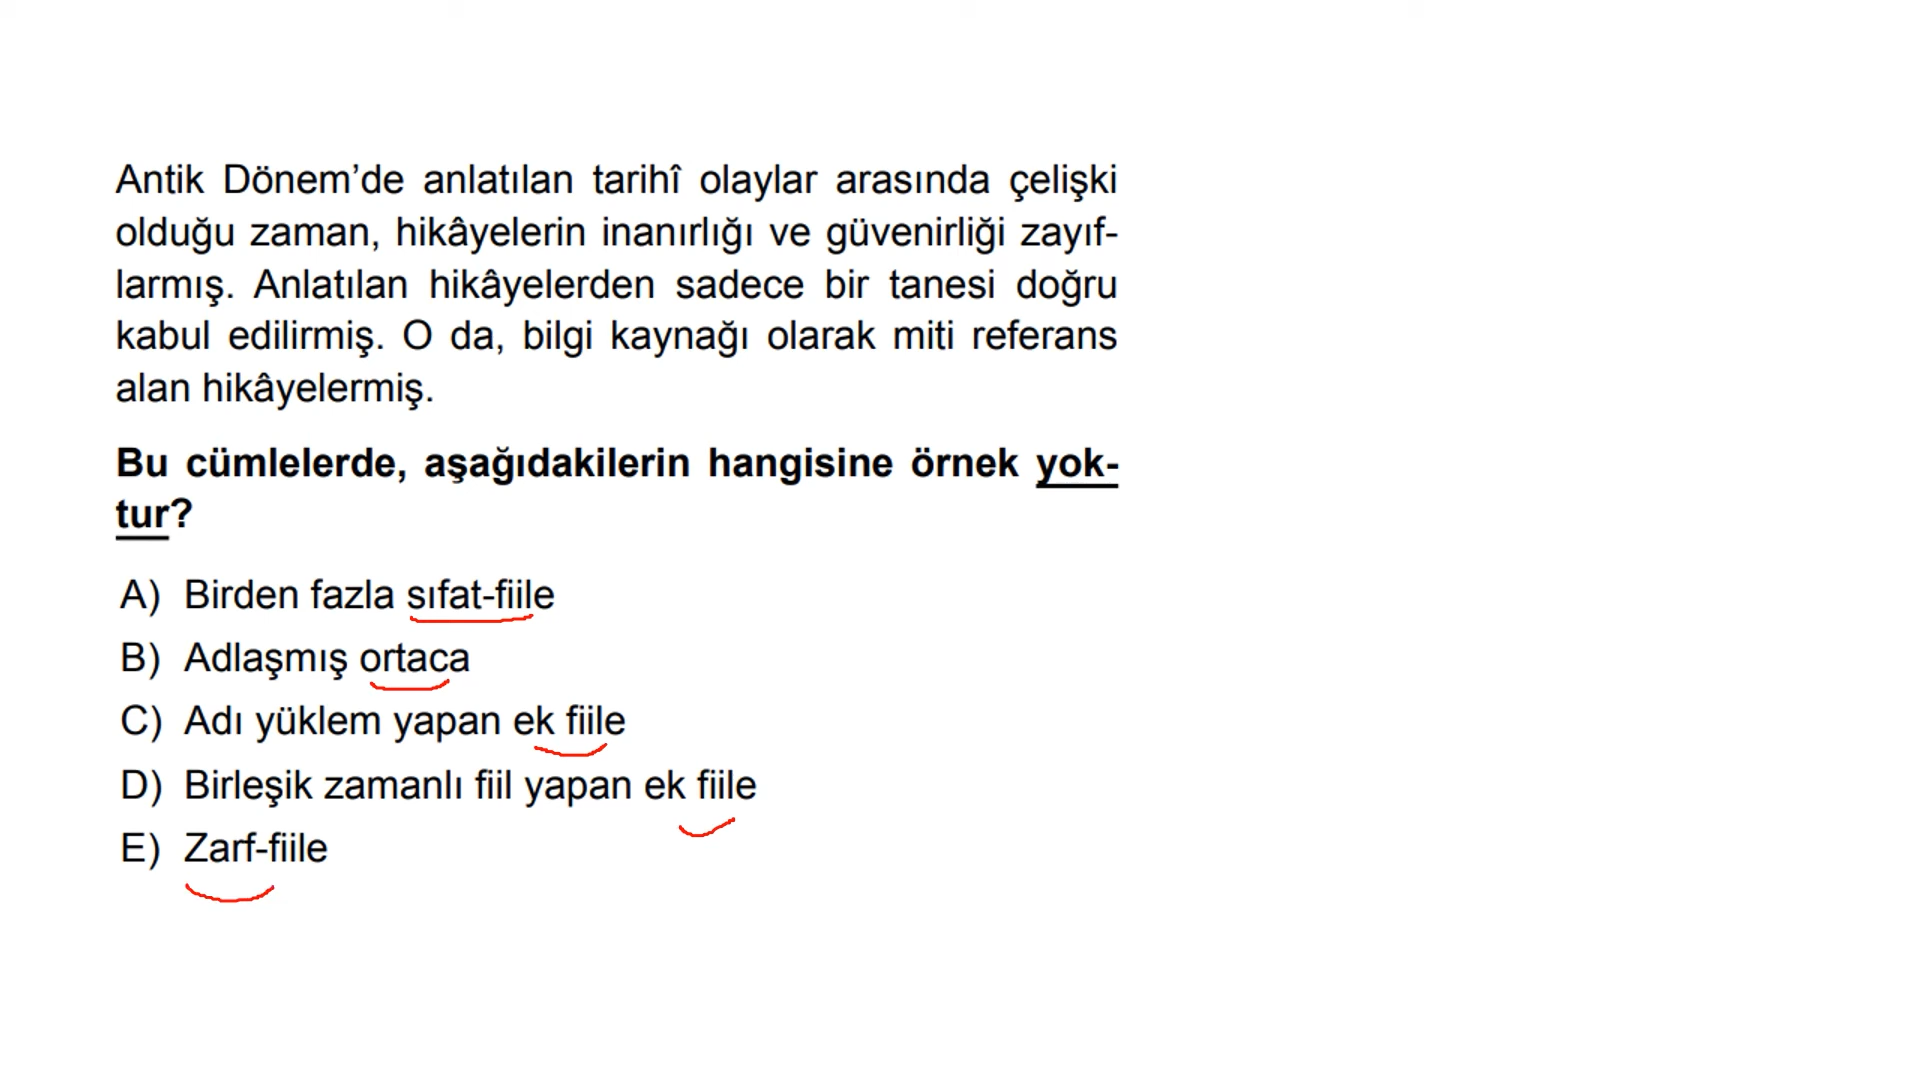 Antik Dönem’de anlatılan tarihî olaylar arasında çelişki
olduğu zaman, hikâyelerin inanırlığı ve güvenirliği zayıf-
larmış. Anlatılan hikâyelerden sadece bir tanesi doğru
kabul edilirmiş. O da, bilgi kaynağı olarak miti referans
alan hikâyelermiş.
Bu cümlelerde, aşağıdakilerin hangisine örnek yok-
tur?
A) Birden fazla sıfat-fiile
B) Adlaşmış ortaca
C) Adı yüklem yapan ek fiile
D) Birleşik zamanlı fiil yapan ek fiile
E) Zarf-fiile